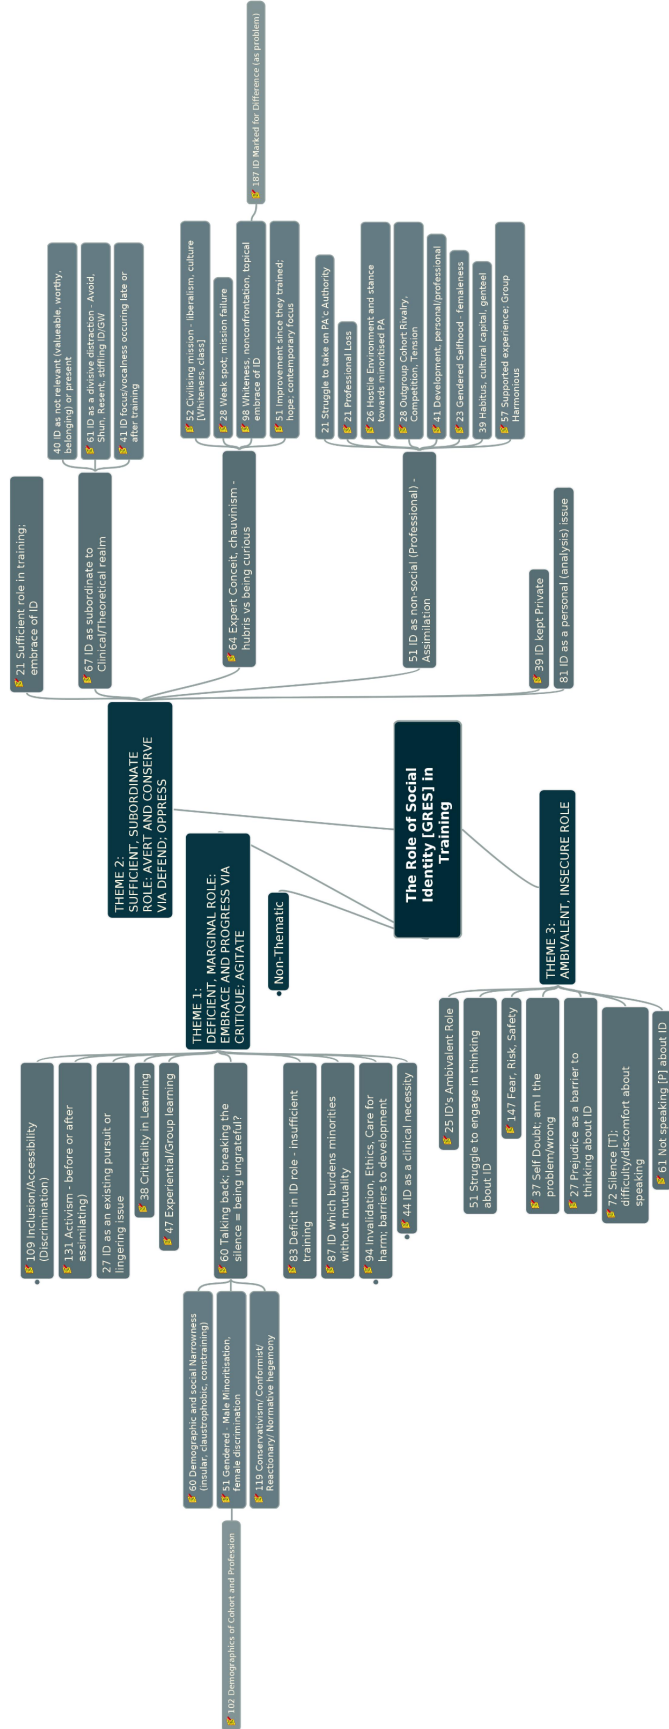 The Role of Social
Identity [GRES] in
Training
THEME 1:
DEFICIENT, MARGINAL ROLE:
EMBRACE AND PROGRESS VIA
CRITIQUE: AGITATE
109 Inclusion/Accessibility
(Discrimination)
131 Activism - before or after
assimilating)
27 ID as an existing pursuit or
lingering issue
38 Criticality in Learning
47 Experiential/Group learning
60 Talking back: breaking the
silence = being ungrateful?
60 Demographic and social Narrowness
(insular, claustrophobic, constraining)
51 Gendered - Male Minoritisation,
female discrimination
102 Demographics of Cohort and Profession
119 Conservativism/ Conformist/
Reactionary/ Normative hegemony
83 Deficit in ID role - insufficient
training
87 ID which burdens minorities
without mutuality
94 Invalidation, Ethics, Care for
harm; barriers to development
44 ID as a clinical necessity
Non-Thematic
THEME 2:
SUFFICIENT, SUBORDINATE
ROLE: AVERT AND CONSERVE
VIA DEFEND; OPPRESS
21 Sufficient role in training;
embrace of ID
67 ID as subordinate to
Clinical/Theoretical realm
40 ID as not relevant (valueable, worthy,
belonging) or present
61 ID as a divisive distraction - Avoid,
Shun, Resent, stifling ID/GW
41 ID focus/vocalness occuring late or
after training
64 Expert Conceit, chauvinism -
hubris vs being curious
52 Civilising mission - liberalism, culture
[Whiteness, class]
28 Weak spot; mission failure
98 Whiteness, nonconfrontation, topical
embrace of ID
187 ID Marked for Difference (as problem)
51 Improvement since they trained;
hope; contemporary focus
51 ID as non-social (Professional) -
Assimilation
21 Struggle to take on PA'c Authority
21 Professional Loss
26 Hostile Environment and stance
towards minoritised PA
28 Outgroup Cohort Rivalry,
Competition, Tension
41 Development: personal/professional
23 Gendered Selfhood - femaleness
39 Habitus, cultural capital, genteel
57 Supported experience; Group
Harmonious
39 ID kept Private
81 ID as a personal (analysis) issue
THEME 3:
AMBIVALENT, INSECURE ROLE
25 ID's Ambivalent Role
51 Struggle to engage in thinking
about ID
147 Fear, Risk, Safety
37 Self Doubt; am I the
problem/wrong
27 Prejudice as a barrier to
thinking about ID
72 Silence [T];
difficulty/discomfort about
speaking
61 Not speaking [P] about ID